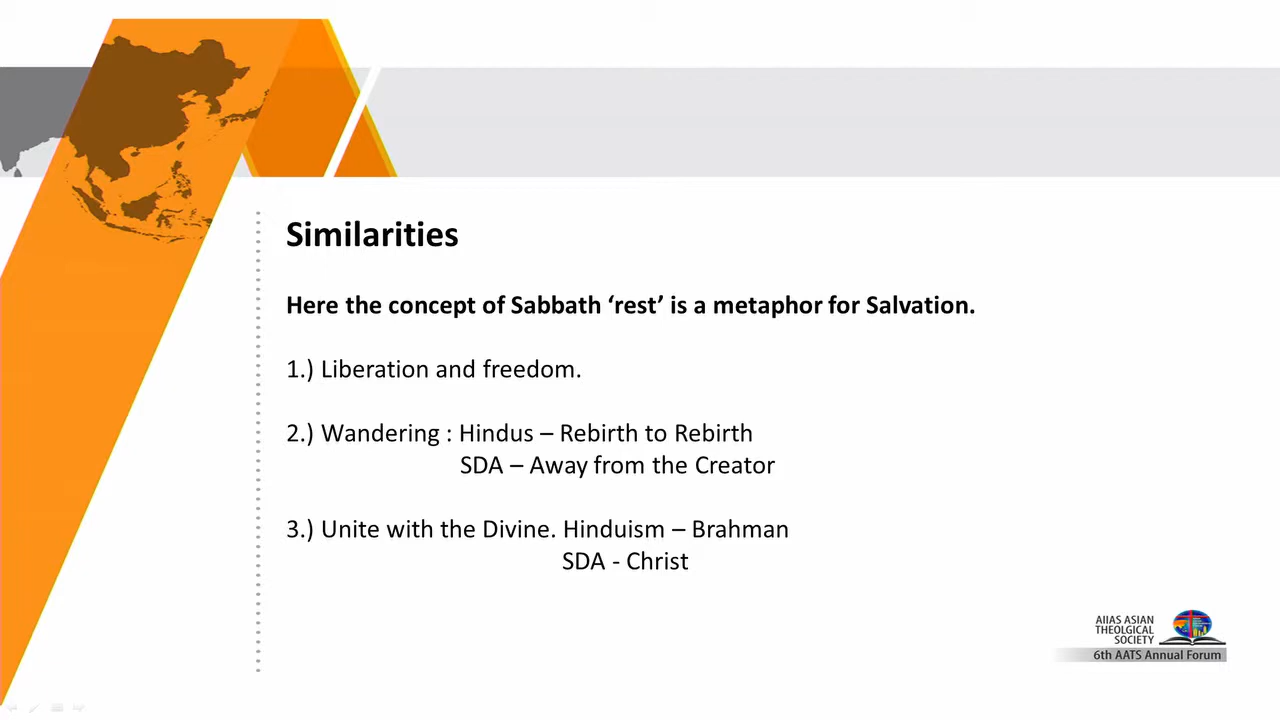 Similarities
Here the concept of Sabbath ‘rest’ is a metaphor for Salvation.
1.) Liberation and freedom.
2.) Wandering : Hindus – Rebirth to Rebirth
SDA – Away from the Creator
3.) Unite with the Divine. Hinduism – Brahman
SDA - Christ
AIIAS ASIAN
THEOLGICAL
SOCIETY
6th AATS Annual Forum